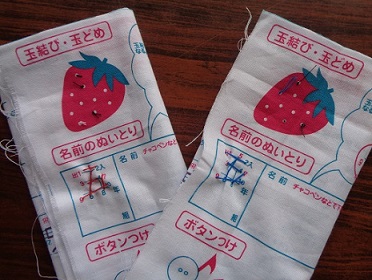 玉結び・玉どめ
名前のぬいとり
名前
チャコペンなどで
年
組
ボタンつけ
玉結び・玉どめ
名前のぬいとり
名前
チャコペンなどで
年
組
ボタンつけ